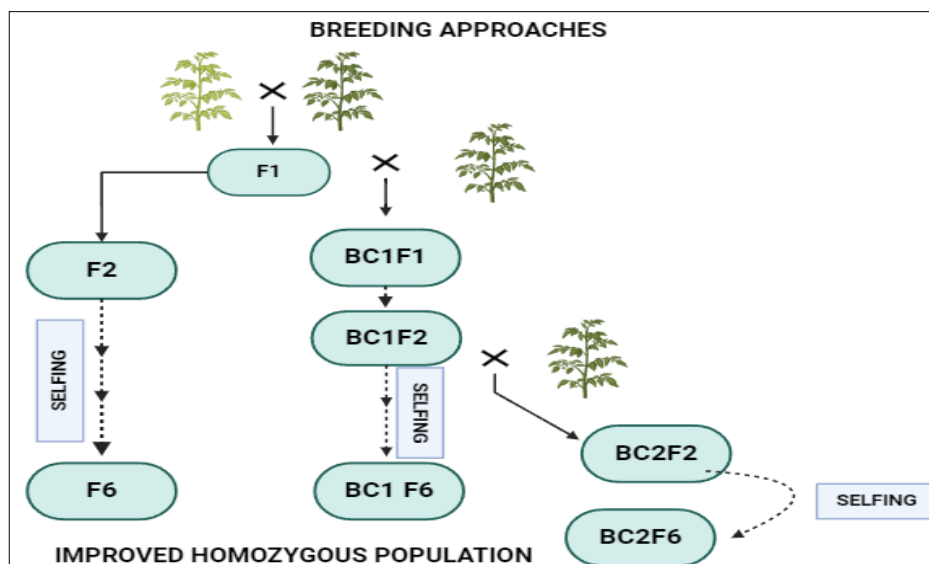 BREEDING APPROACHES
F1
F2
BC1F1
BC1F2
SELFING
SELFING
BC2F2
SELFING
F6
BC1 F6
BC2F6
IMPROVED HOMOZYGOUS POPULATION